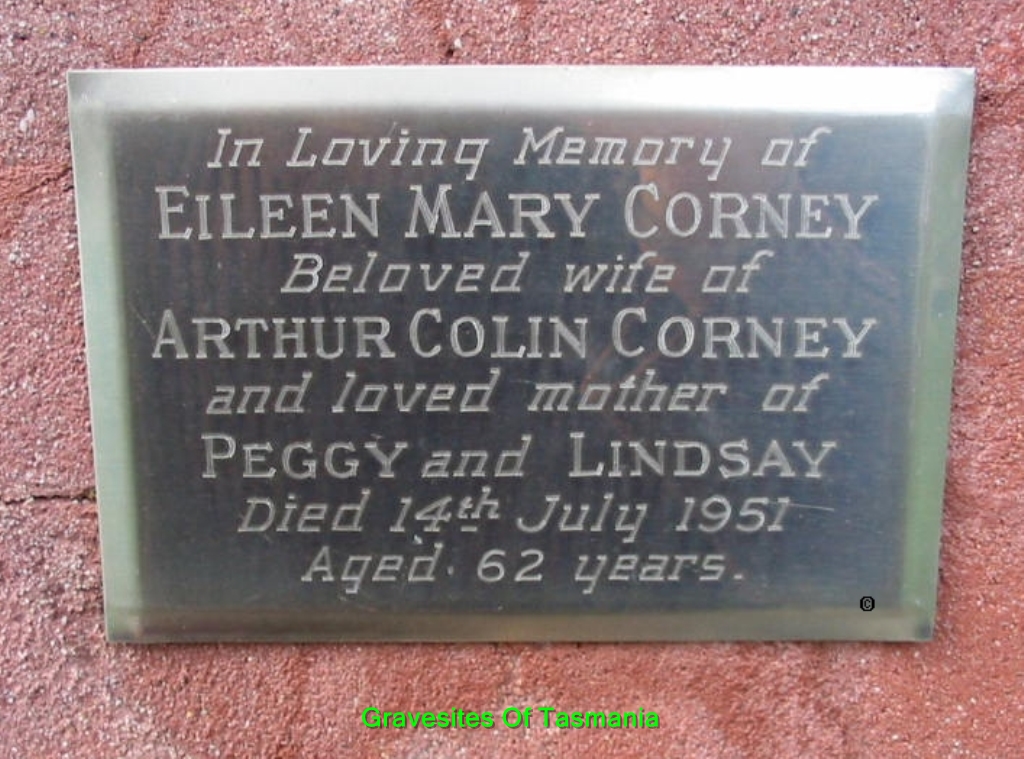 In Loving Memory of
EILEEN MARY CORNEY
Beloved wife of
ARTHUR COLIN CORNEY
and loved mother of
PEGGY and LINDSAY
Died 14th July 1951
Aged 62 years.
©
Gravesites Of Tasmania